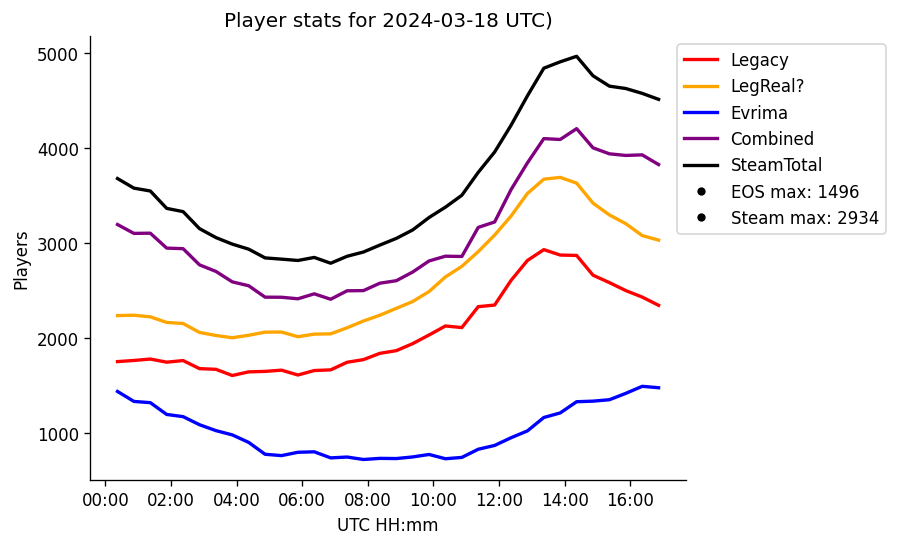 Player stats for 2024-03-18 UTC)
Players
5000
4000
3000
2000
1000
00:00 02:00 04:00 06:00 08:00 10:00 12:00 14:00 16:00
UTC HH:mm
Legacy
LegReal?
Evrima
Combined
SteamTotal
EOS max: 1496
Steam max: 2934